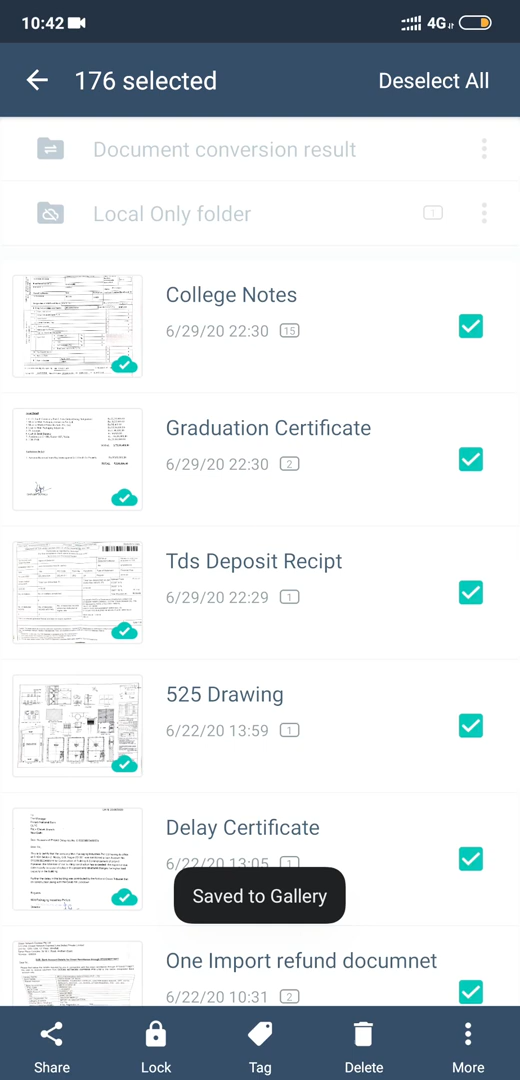 10:42 4G
176 selected Deselect All
Document conversion result
Local Only folder 1
College Notes
6/29/20 22:30 15
Graduation Certificate
6/29/20 22:30 2
Tds Deposit Recipt
6/29/20 22:29 1
525 Drawing
6/22/20 13:59 1
Delay Certificate
6/22/20 13:05 1
Saved to Gallery
One Import refund documnet
6/22/20 10:31 2
Share Lock Tag Delete More